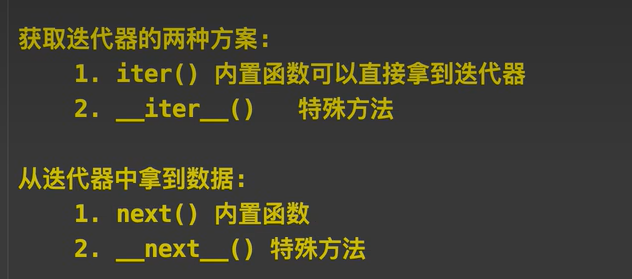 获取迭代器的两种方案:
1. iter() 内置函数可以直接拿到迭代器
2. __iter__() 特殊方法
从迭代器中拿到数据:
1. next() 内置函数
2. __next__() 特殊方法